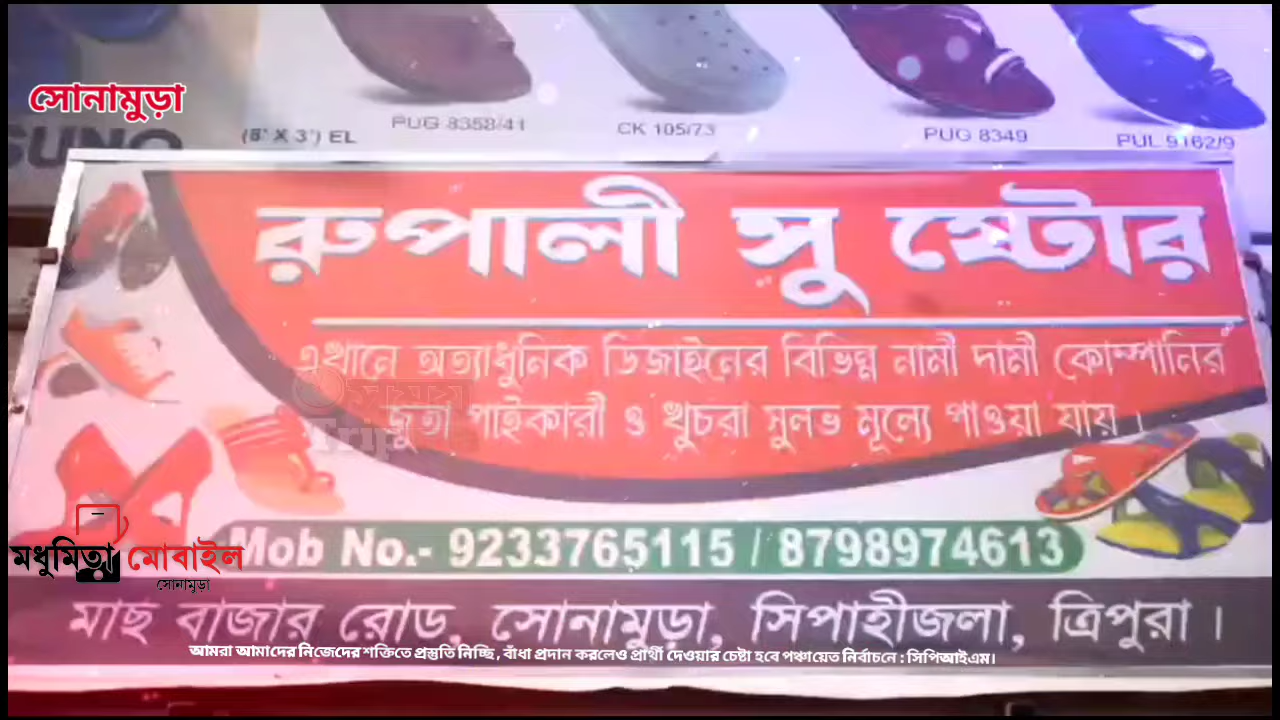 সোনামুড়া
(6' X 3') EL
PUG 8358/41
CK 105/73
PUG 8349
PUL 9162/9
রুপালী সু ষ্টোর
এখানে অত্যাধুনিক ডিজাইনের বিভিন্ন নামী দামী কোম্পানির
জুতা পাইকারী ও খুচরা সুলভ মূল্যে পাওয়া যায়।
Mob No.- 9233765115 / 8798974613
মধুমিতা মোবাইল
সোনামুড়া
মাছ বাজার রোড, সোনামুড়া, সিপাহীজলা, ত্রিপুরা।
আমরা আমাদের নিজেদের শক্তিতে প্রস্তুতি নিচ্ছি, বাঁধা প্রদান করলেও প্রার্থী দেওয়ার চেষ্টা হবে পঞ্চায়েত নির্বাচনে : সিপিআইএম।